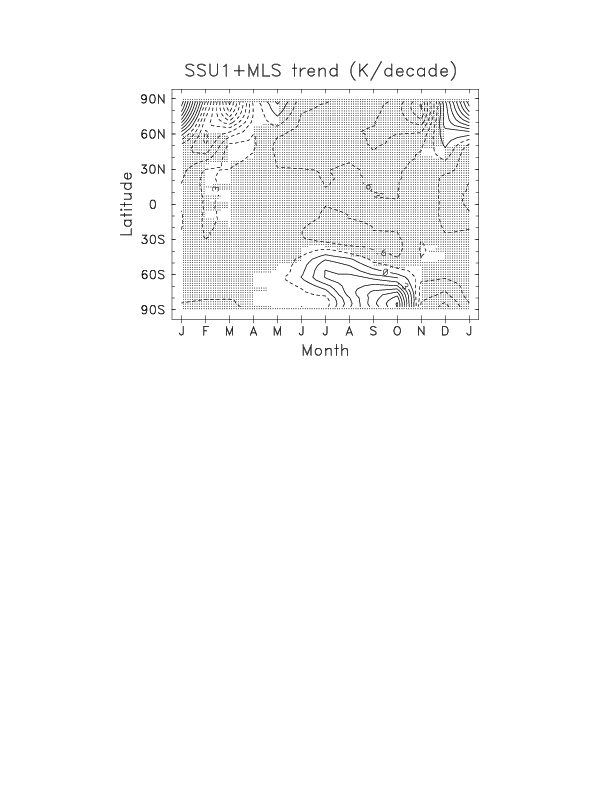 SSU1+MLS trend (K/decade)
90N
60N
30N
0
30S
60S
90S
Latitude
J F M A M J J A S O N D J
Month